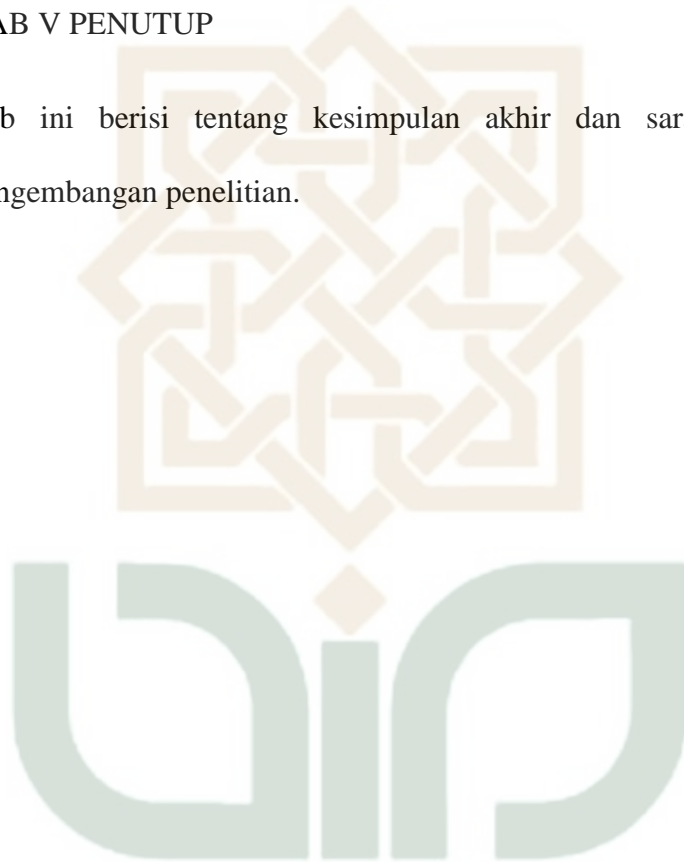 AB V PENUTUP
b ini berisi tentang kesimpulan akhir dan sar
ngembangan penelitian.